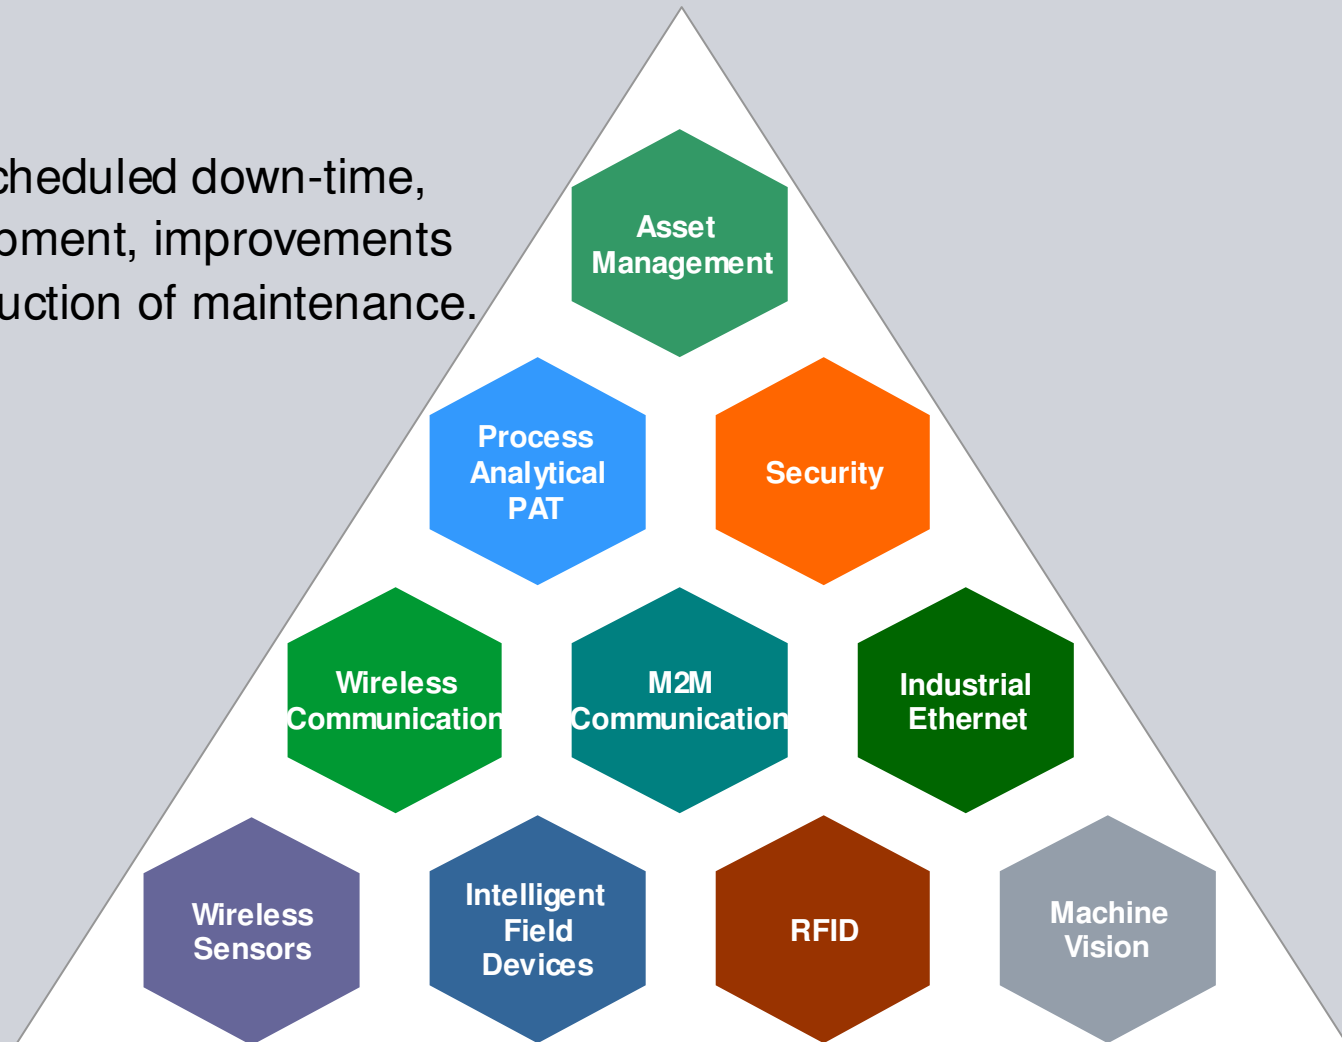 cheduled down-time,
pment, improvements
uction of maintenance.
Asset
Management
Process
Analytical
PAT
Security
Wireless
Communication
M2M
Communication
Industrial
Ethernet
Wireless
Sensors
Intelligent
Field
Devices
RFID
Machine
Vision